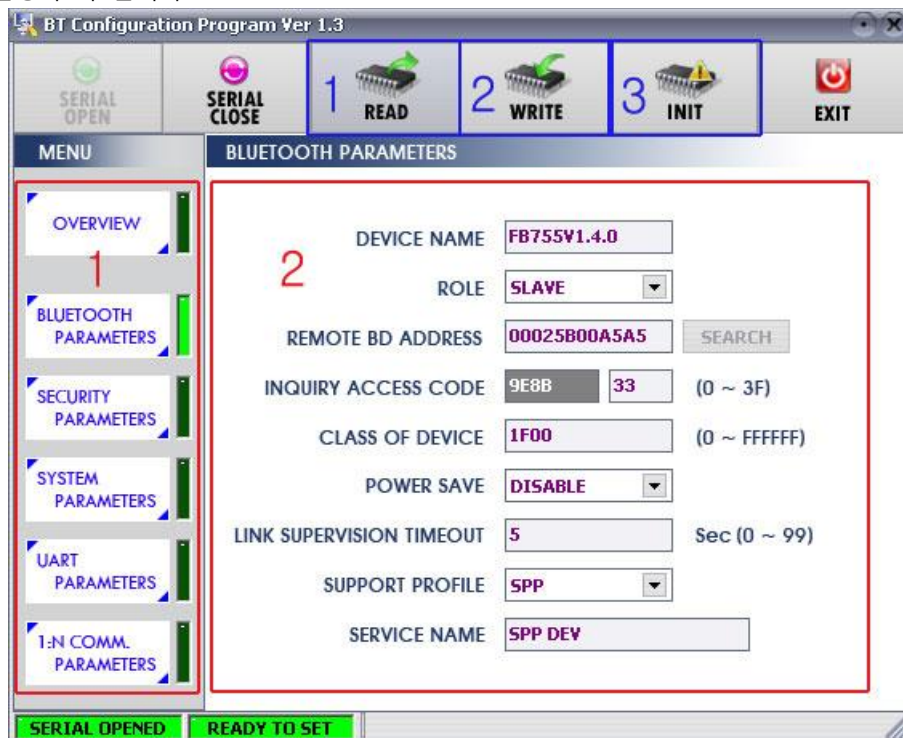 BT Configuration Program Ver 1.3
SERIAL OPEN
SERIAL CLOSE
1 READ
2 WRITE
3 INIT
EXIT
MENU
BLUETOOTH PARAMETERS
OVERVIEW
1
BLUETOOTH PARAMETERS
SECURITY PARAMETERS
SYSTEM PARAMETERS
UART PARAMETERS
1:N COMM. PARAMETERS
2
DEVICE NAME FB755V1.4.0
ROLE SLAVE
REMOTE BD ADDRESS 00025B00A5A5 SEARCH
INQUIRY ACCESS CODE 9E8B 33 (0 ~ 3F)
CLASS OF DEVICE 1F00 (0 ~ FFFFFF)
POWER SAVE DISABLE
LINK SUPERVISION TIMEOUT 5 Sec (0 ~ 99)
SUPPORT PROFILE SPP
SERVICE NAME SPP DEV
SERIAL OPENED READY TO SET